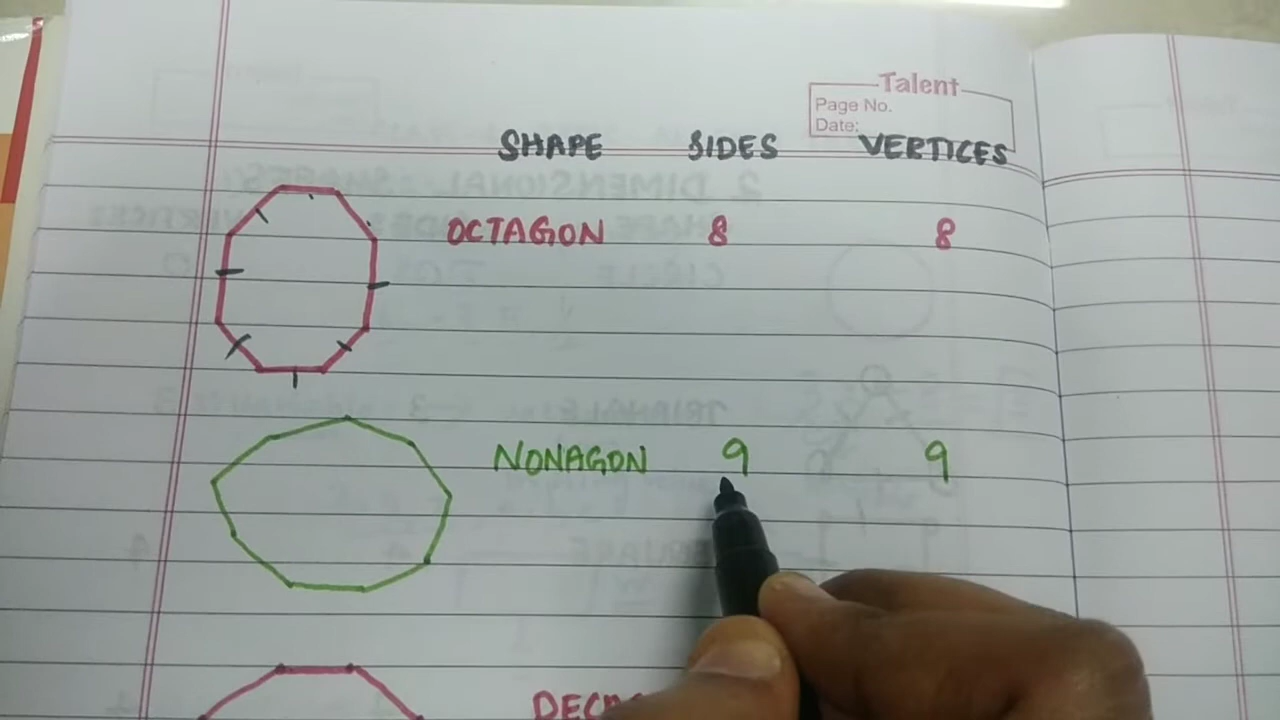 Talent
Page No.
Date:
SHAPE SIDES VERTICES
OCTAGON 8 8
NONAGON 9 9